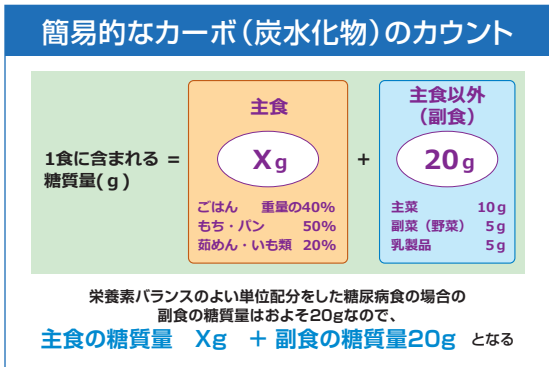 簡易的なカーボ（炭水化物）のカウント
1食に含まれる
糖質量(ｇ)
=
主食
Xg
ごはん 重量の40%
もち・パン 50%
茹めん・いも類 20%
+
主食以外
（副食）
20g
主菜 10g
副菜（野菜） 5g
乳製品 5g
栄養素バランスのよい単位配分をした糖尿病食の場合の
副食の糖質量はおよそ20gなので、
主食の糖質量 Xg + 副食の糖質量20g となる